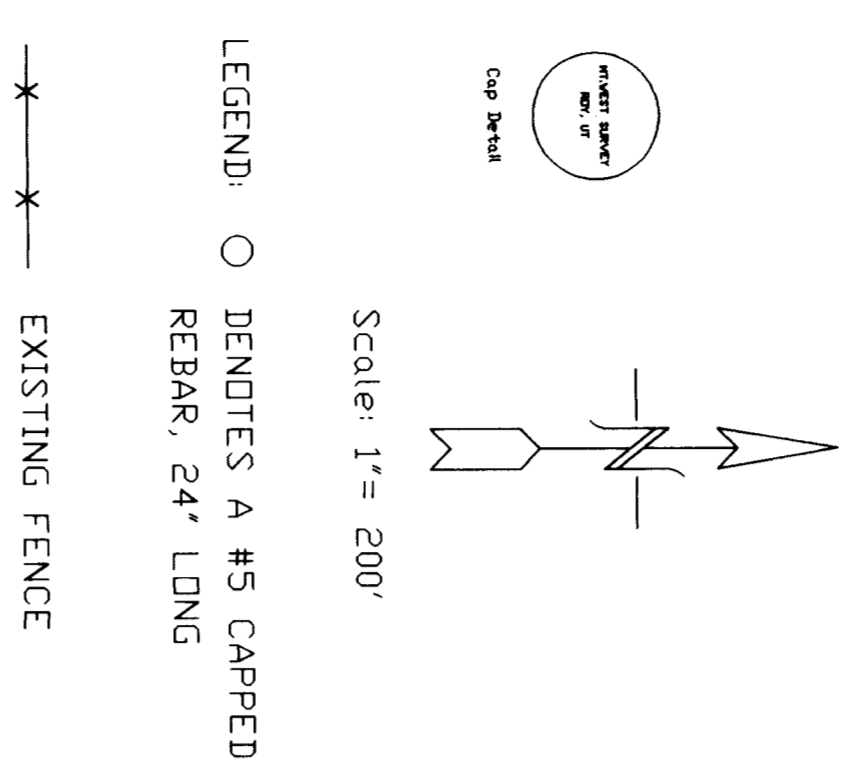 MT.WEST SURVEY
ROY, UT
Cap Detail
Scale: 1"= 200'
LEGEND: ○ DENOTES A #5 CAPPED
REBAR, 24" LONG
EXISTING FENCE